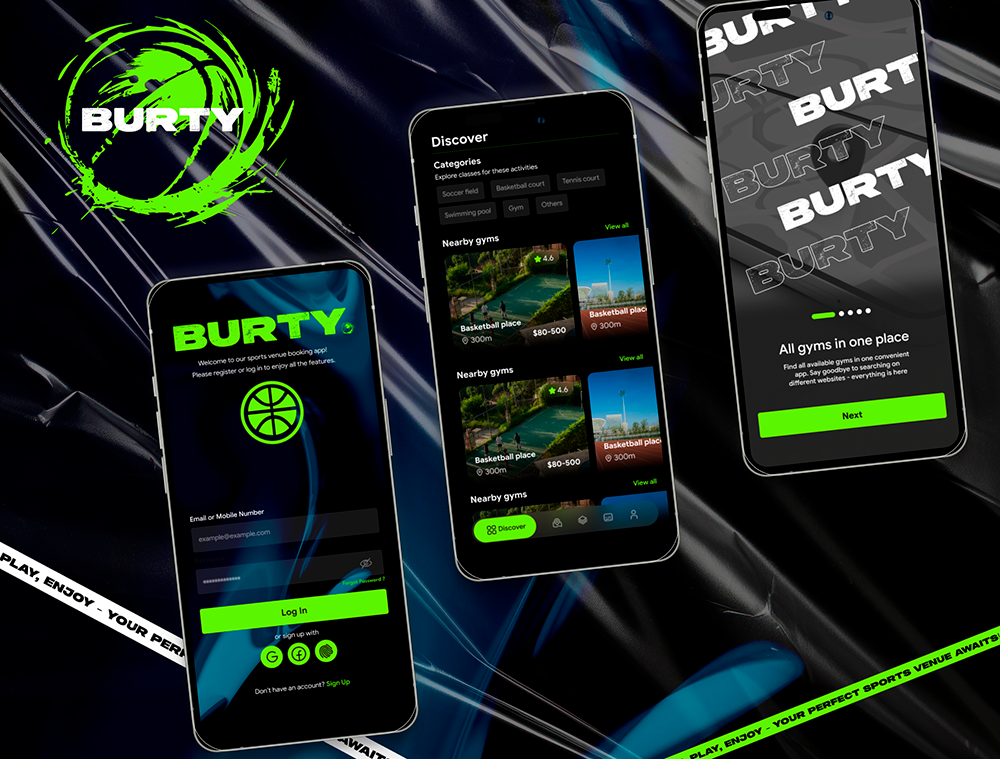 BURTY
BURTY
Welcome to our sports venue booking app!
Please register or log in to enjoy all the features.
Email or Mobile Number
example@example.com
Forget Password ?
Log In
or sign up with
G
f
Don't have an account? Sign Up
Discover
Categories
Explore classes for these activities
Soccer field Basketball court Tennis court
Swimming pool Gym Others
Nearby gyms View all
4.6
Basketball place
300m
$80-500
Basketball place
300m
Nearby gyms View all
4.6
Basketball place
300m
$80-500
Basketball place
300m
Nearby gyms View all
Discover
BURTY
BURTY
BURTY
BURTY
BURTY
BURTY
All gyms in one place
Find all available gyms in one convenient
app. Say goodbye to searching on
different websites - everything is here
Next
PLAY, ENJOY - YOUR PERF
AWAIT
PLAY, ENJOY - YOUR PERFECT SPORTS VENUE AWAITS